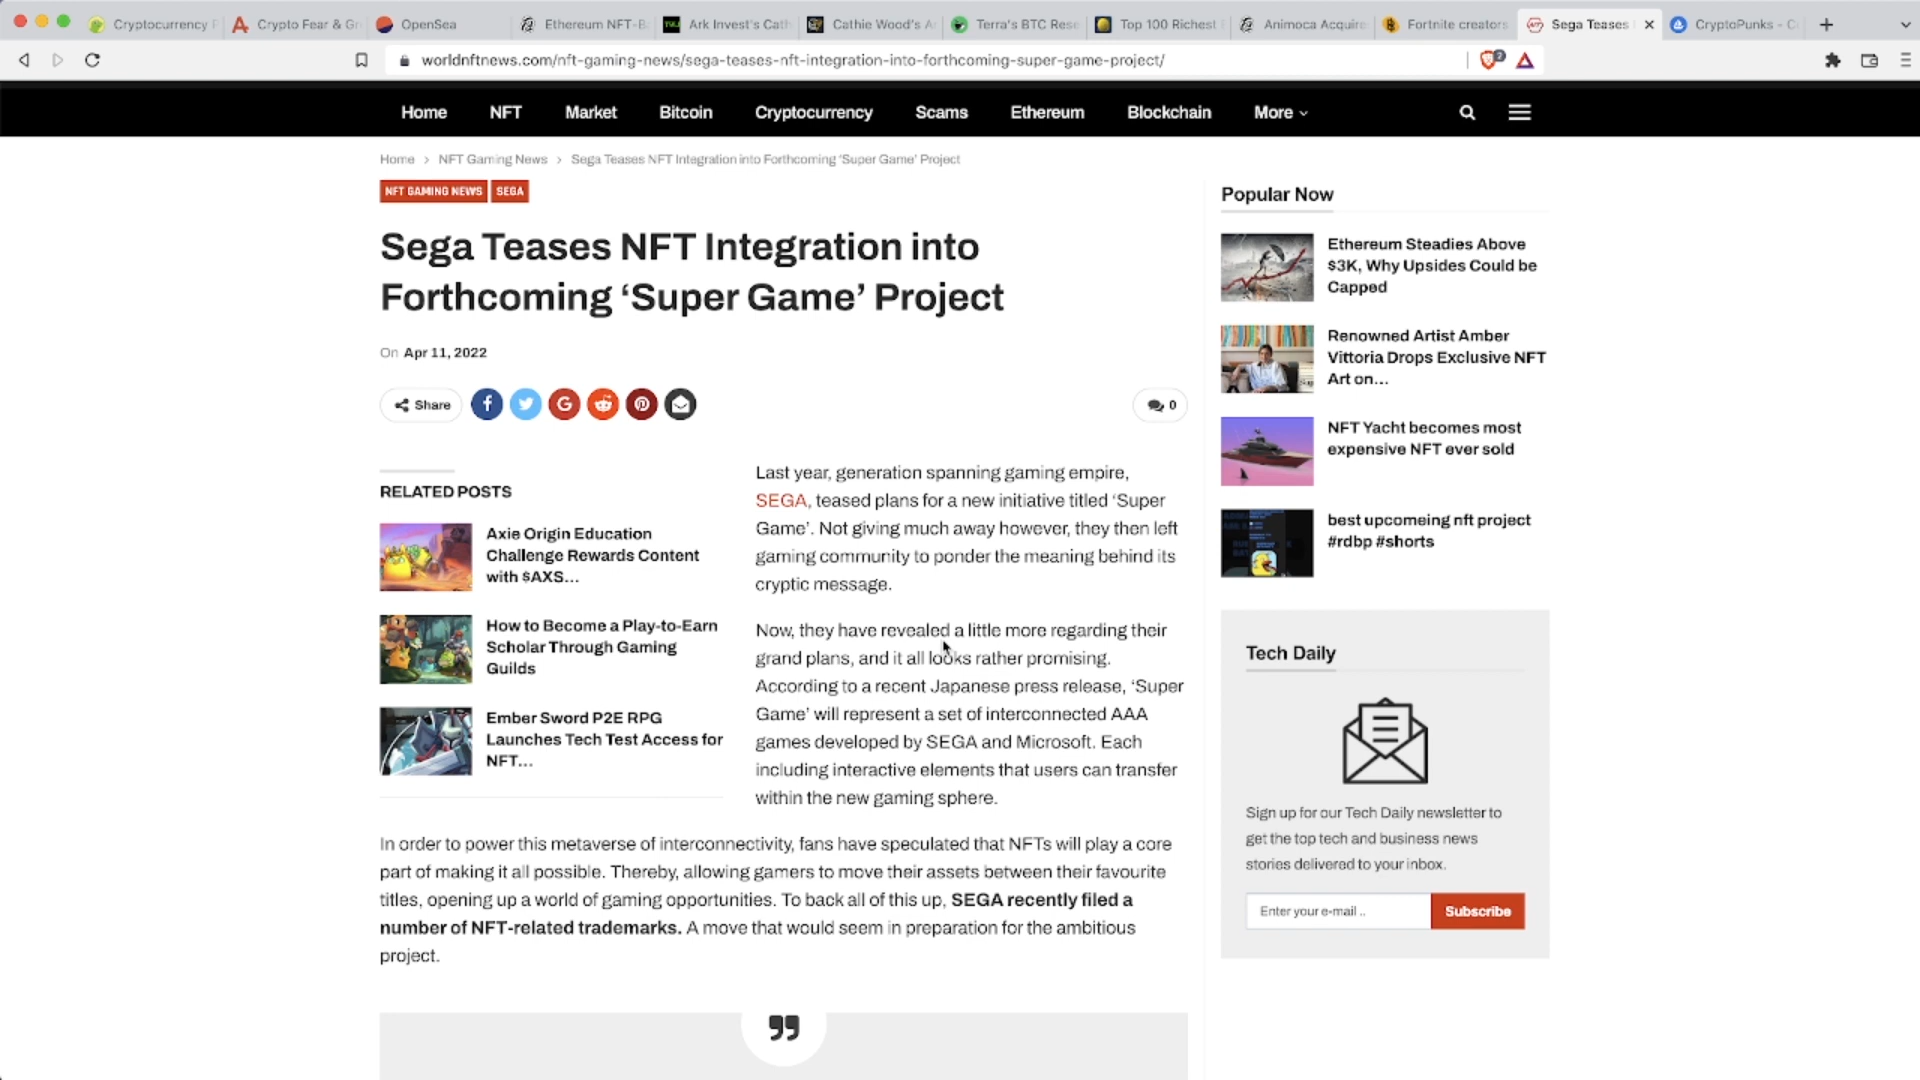 Cryptocurrency P
Crypto Fear & Gr
OpenSea
Ethereum NFT-B
Ark Invest's Cath
Cathie Wood's A
Terra's BTC Rese
Top 100 Richest
Animoca Acquire
Fortnite creators
Sega Teases
CryptoPunks - C
worldnftnews.com/nft-gaming-news/sega-teases-nft-integration-into-forthcoming-super-game-project/
2
Home NFT Market Bitcoin Cryptocurrency Scams Ethereum Blockchain More
Home > NFT Gaming News > Sega Teases NFT Integration into Forthcoming ‘Super Game’ Project
NFT GAMING NEWS SEGA
Sega Teases NFT Integration into
Forthcoming ‘Super Game’ Project
On Apr 11, 2022
Share
0
RELATED POSTS
Axie Origin Education
Challenge Rewards Content
with $AXS...
How to Become a Play-to-Earn
Scholar Through Gaming
Guilds
Ember Sword P2E RPG
Launches Tech Test Access for
NFT...
Last year, generation spanning gaming empire,
SEGA, teased plans for a new initiative titled ‘Super
Game’. Not giving much away however, they then left
gaming community to ponder the meaning behind its
cryptic message.
Now, they have revealed a little more regarding their
grand plans, and it all looks rather promising.
According to a recent Japanese press release, ‘Super
Game’ will represent a set of interconnected AAA
games developed by SEGA and Microsoft. Each
including interactive elements that users can transfer
within the new gaming sphere.
In order to power this metaverse of interconnectivity, fans have speculated that NFTs will play a core
part of making it all possible. Thereby, allowing gamers to move their assets between their favourite
titles, opening up a world of gaming opportunities. To back all of this up, SEGA recently filed a
number of NFT-related trademarks. A move that would seem in preparation for the ambitious
project.
Popular Now
Ethereum Steadies Above
$3K, Why Upsides Could be
Capped
Renowned Artist Amber
Vittoria Drops Exclusive NFT
Art on...
NFT Yacht becomes most
expensive NFT ever sold
best upcomeing nft project
#rdbp #shorts
Tech Daily
Sign up for our Tech Daily newsletter to
get the top tech and business news
stories delivered to your inbox.
Enter your e-mail ..
Subscribe